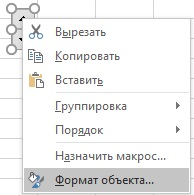 Вырезать
Копировать
Вставить
Группировка
Порядок
Назначить макрос...
Формат объекта...